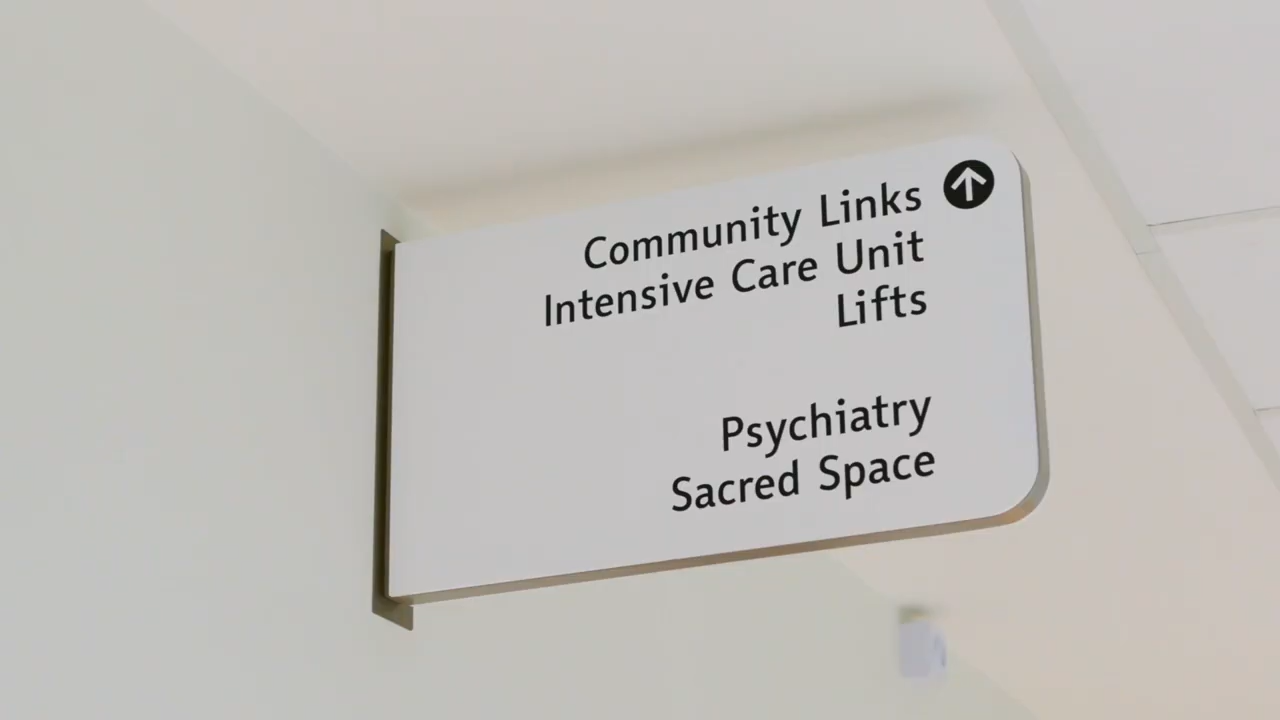 Community Links
Intensive Care Unit
Lifts
Psychiatry
Sacred Space